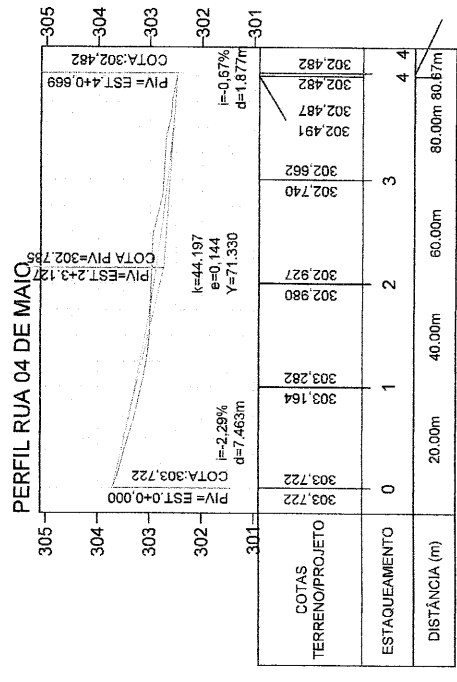 PERFIL RUA 04 DE MAIO
305
304
303
302
301
305
304
303
302
301
PIV= EST.0+0,000
COTA:303,722
PIV=EST.2+3.127
COTA PIV=302.785
PIV= EST.4+0,669
COTA:302,482
i=-2,29%
d=7.463m
k=44.197
e=0,144
Y=71.330
i=-0,67%
d=1.877m
COTAS
TERRENO/PROJETO
303,722
303,722
303,164
303,282
302,980
302,927
302,740
302,662
302,491
302,487
302,482
302,482
ESTAQUEAMENTO
0
1
2
3
4
4
DISTÂNCIA (m)
20.00m
40.00m
60.00m
80.00m
80.67m